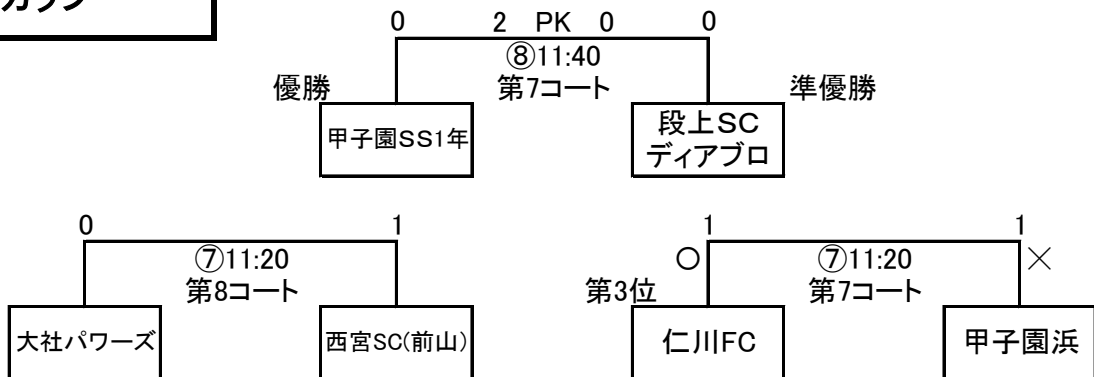 カップ
0 2 PK 0 0
⑧11:40
優勝 第7コート 準優勝
甲子園SS1年
段上SC
ディアブロ
0 1
⑦11:20
第8コート
大社パワーズ
西宮SC(前山)
1 1
○ ⑦11:20 ×
第3位 第7コート
仁川FC
甲子園浜